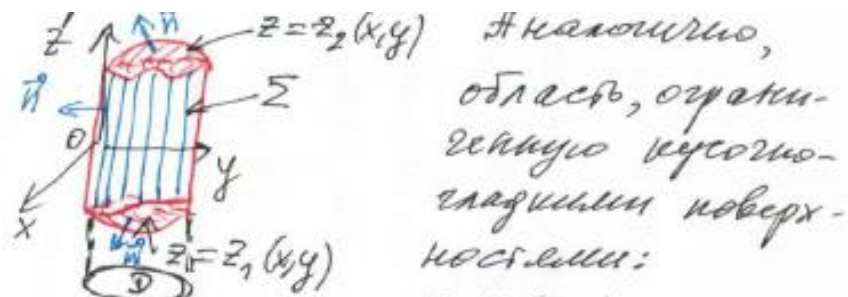 z
n
z = z₂(x,y)
Σ
n
O
y
x
n
z = z₁(x,y)
D
Аналогично,
область, ограни-
ченную кусочно-
гладкими поверх-
ностями: